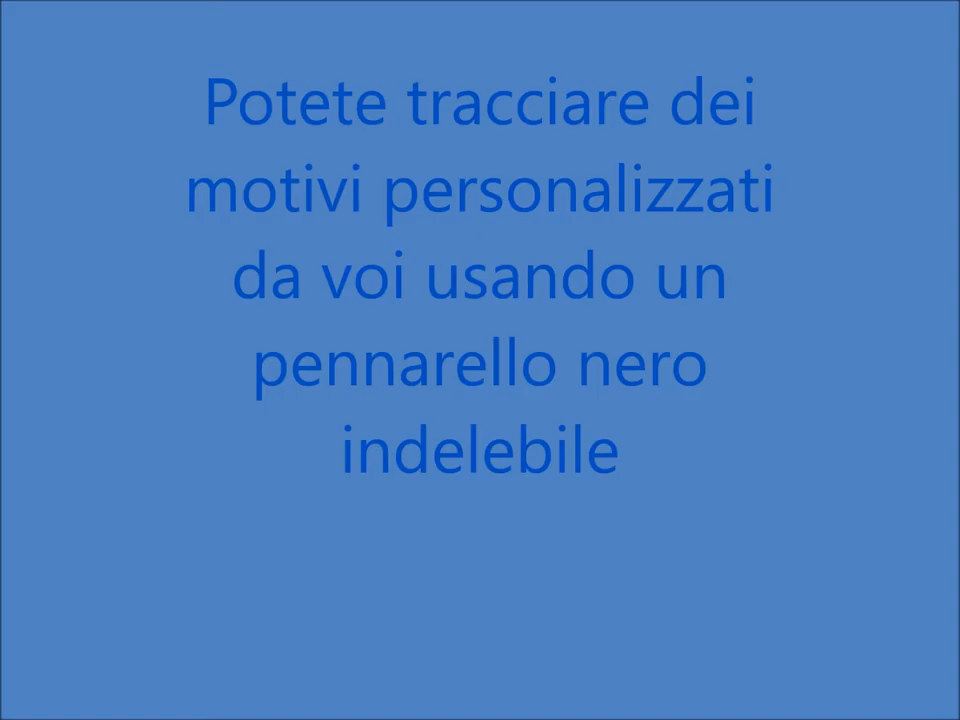 Potete tracciare dei
motivi personalizzati
da voi usando un
pennarello nero
indelebile